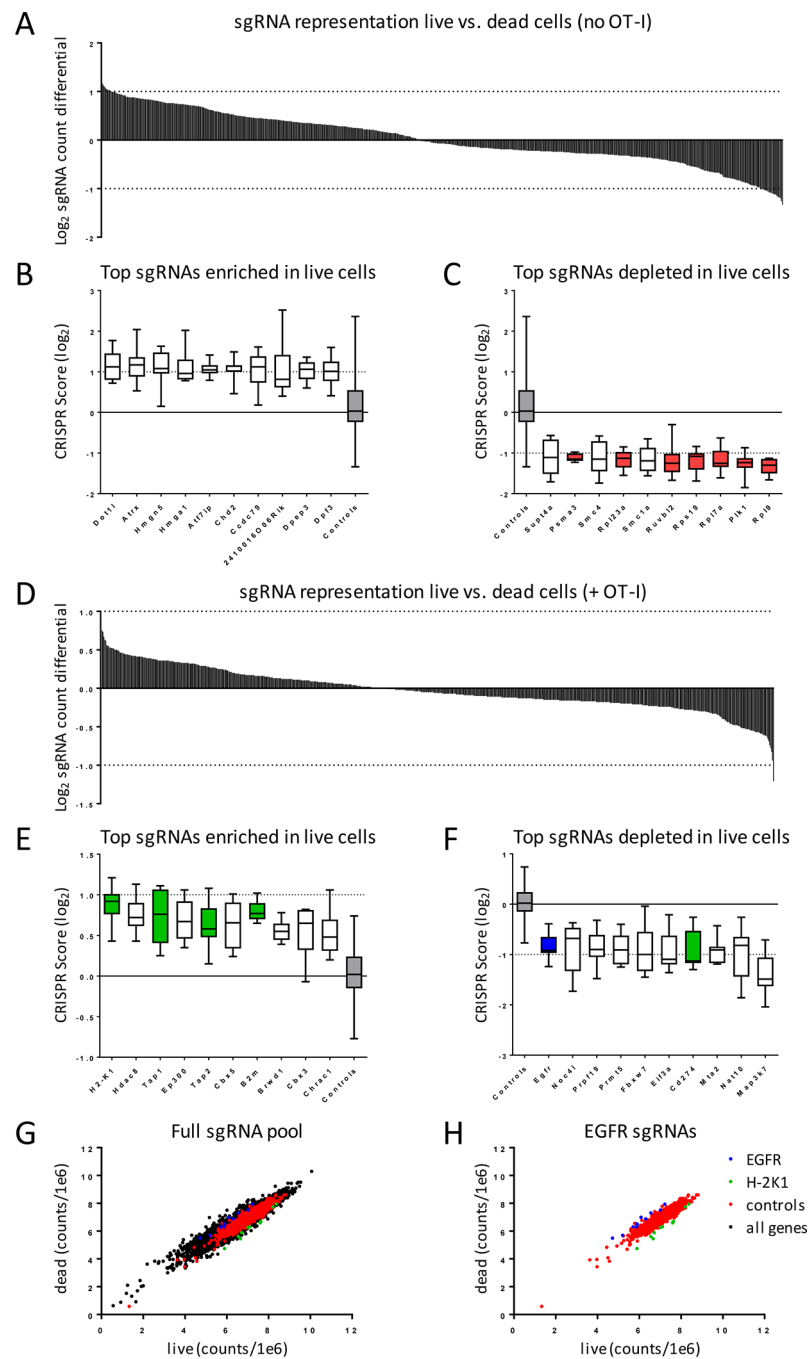 A
sgRNA representation live vs. dead cells (no OT-I)
Log2 sgRNA count differential
2
1
0
-1
-2
B
Top sgRNAs enriched in live cells
CRISPR Score (log2)
3
2
1
0
-1
-2
Dot1l
Atrx
Hmgn5
Hmga1
Atf7ip
Chd2
Ccdc79
2410016O06Rik
Dpep3
Dpf3
Controls
C
Top sgRNAs depleted in live cells
CRISPR Score (log2)
3
2
1
0
-1
-2
Controls
Supt4a
Psma3
Smc4
Rpl23a
Smc1a
Ruvbl2
Rps19
Rpl7a
Plk1
Rpl9
D
sgRNA representation live vs. dead cells (+ OT-I)
Log2 sgRNA count differential
1.0
0.5
0.0
-0.5
-1.0
-1.5
E
Top sgRNAs enriched in live cells
CRISPR Score (log2)
1.5
1.0
0.5
0.0
-0.5
-1.0
H2-K1
Tap1
Ep300
Tap2
Cbx5
B2m
Brwd1
Cbx3
Chrac1
Controls
F
Top sgRNAs depleted in live cells
CRISPR Score (log2)
1
0
-1
-2
-3
Controls
Egfr
Noc4l
Prpf19
Prmt5
Fbxw7
Eif3a
Cd274
Mta2
Nat10
Map3k7
G
Full sgRNA pool
dead (counts/1e6)
12
10
8
6
4
2
0
0
2
4
6
8
10
12
live (counts/1e6)
H
EGFR sgRNAs
dead (counts/1e6)
12
10
8
6
4
2
0
0
2
4
6
8
10
12
live (counts/1e6)
EGFR
H-2K1
controls
all genes